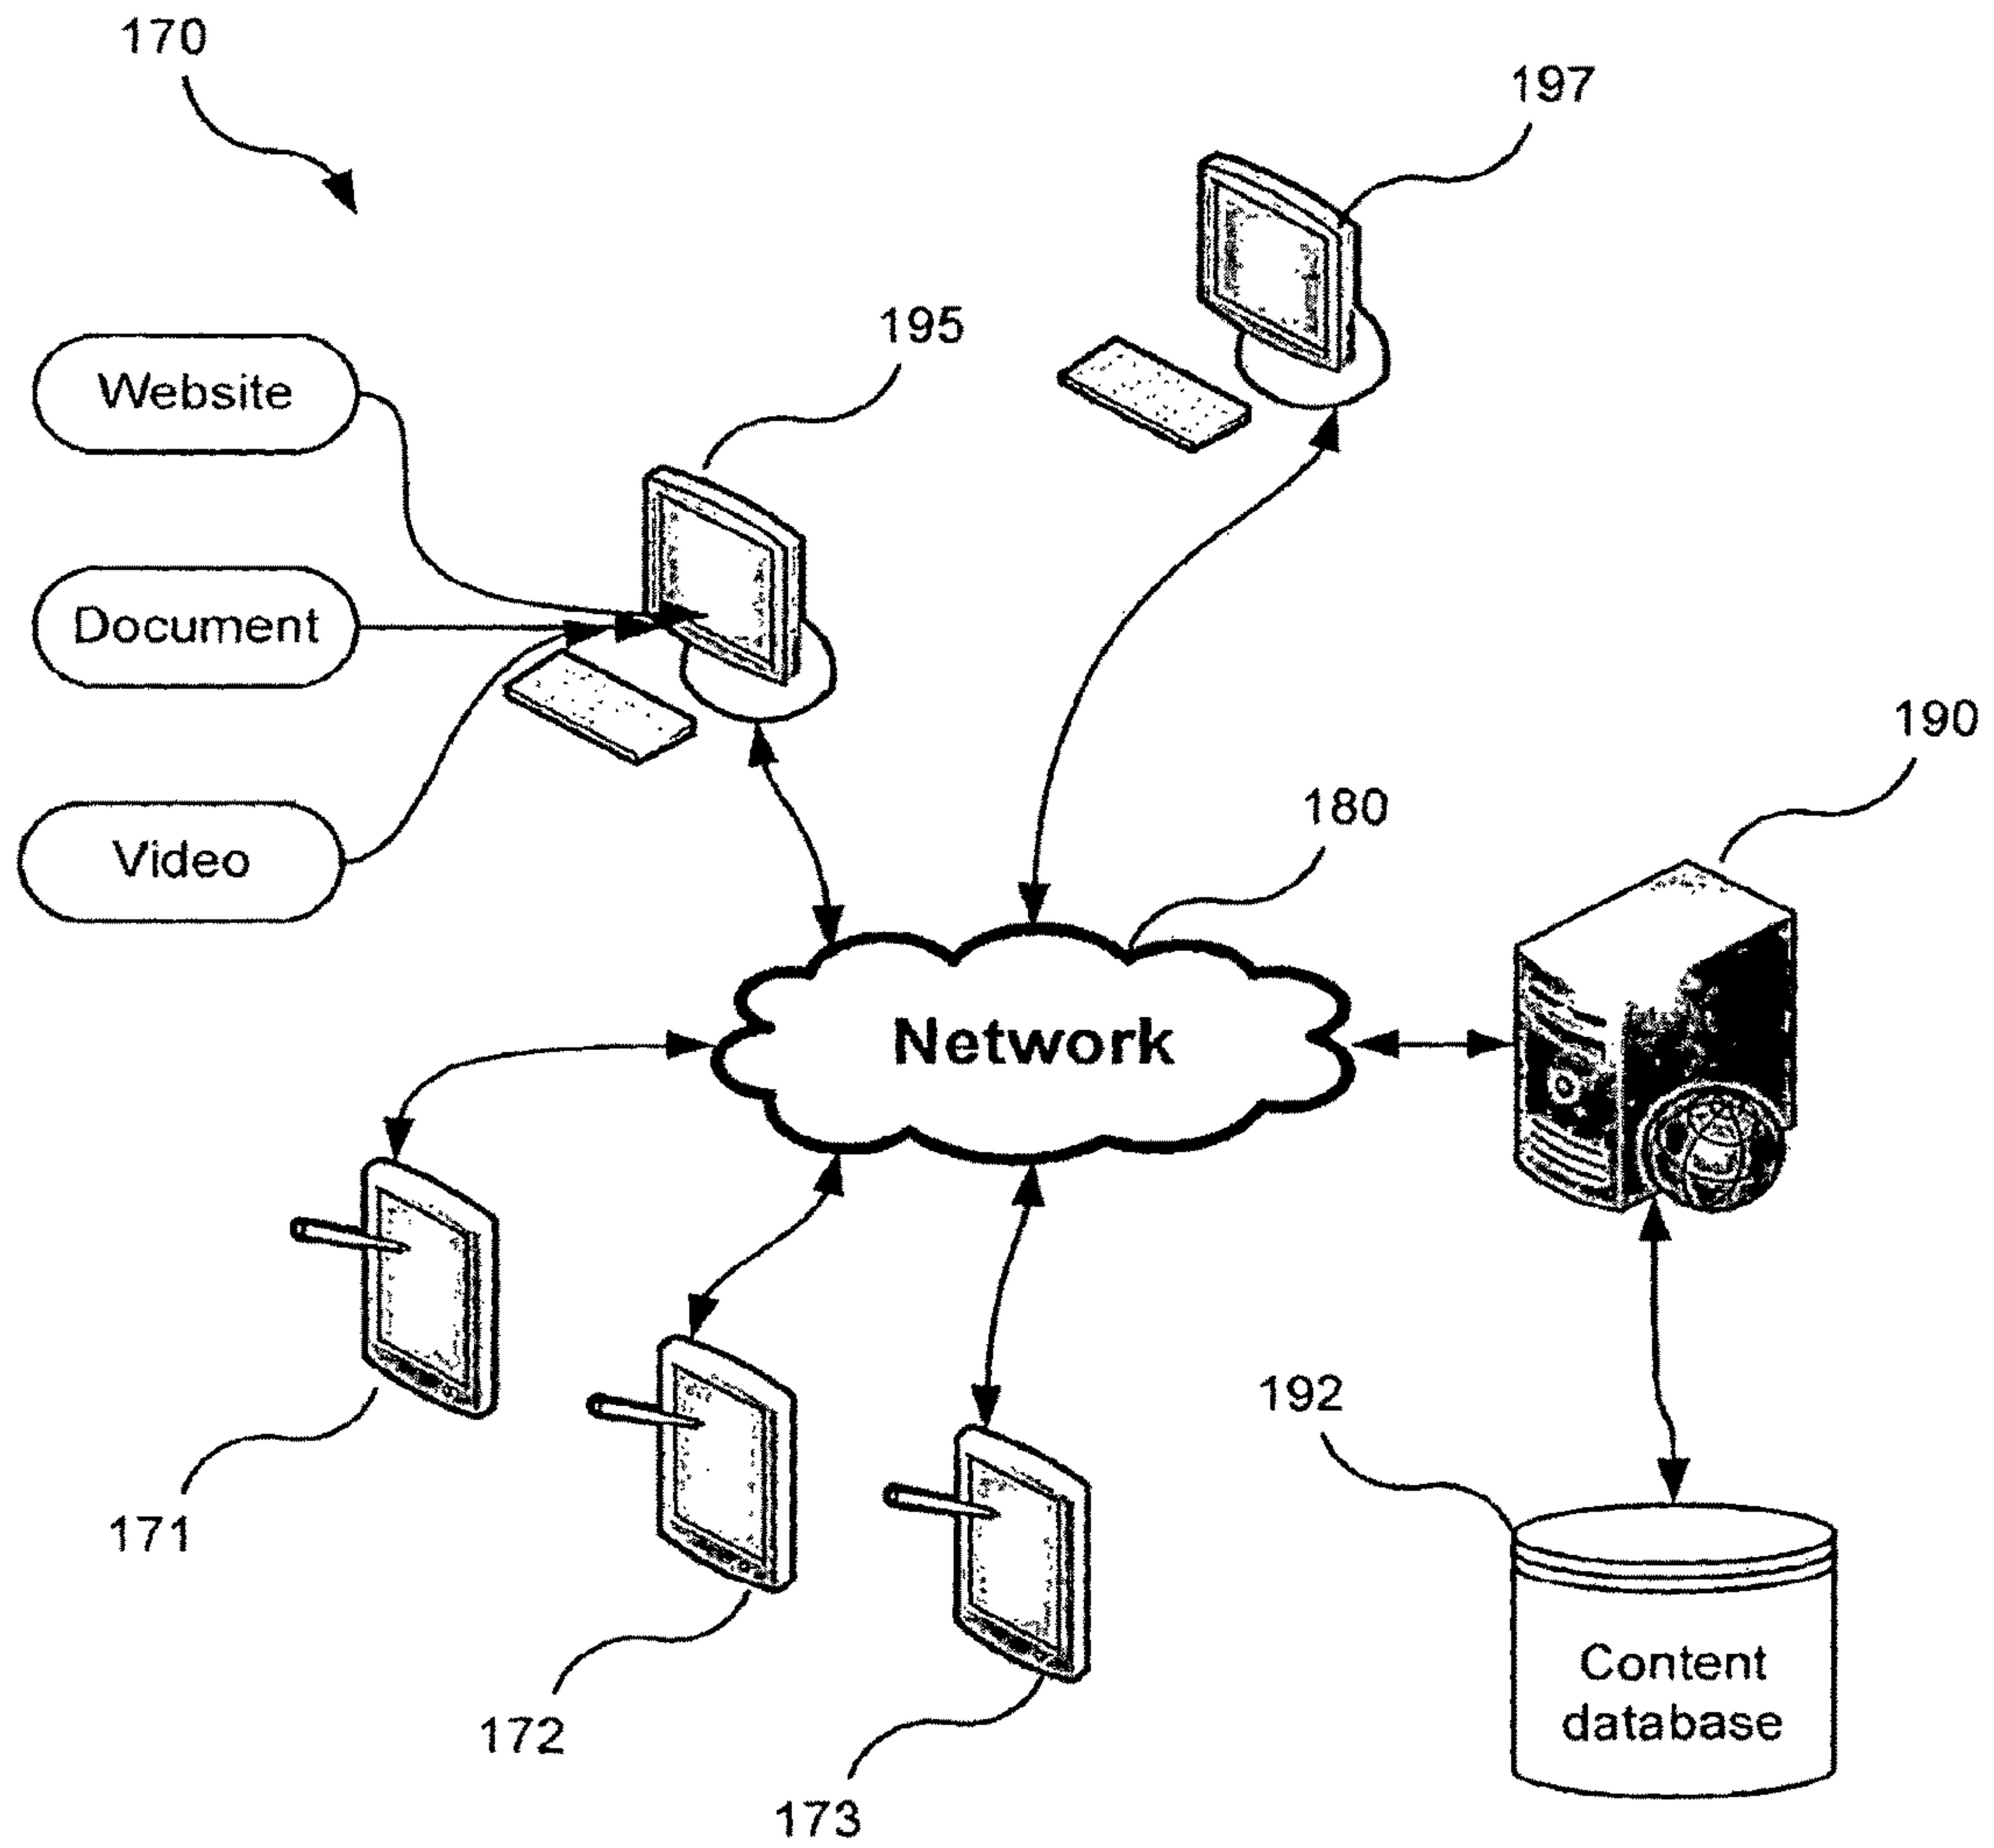 170
197
195
Website
Document
Video
190
180
Network
171
172
173
192
Content
database